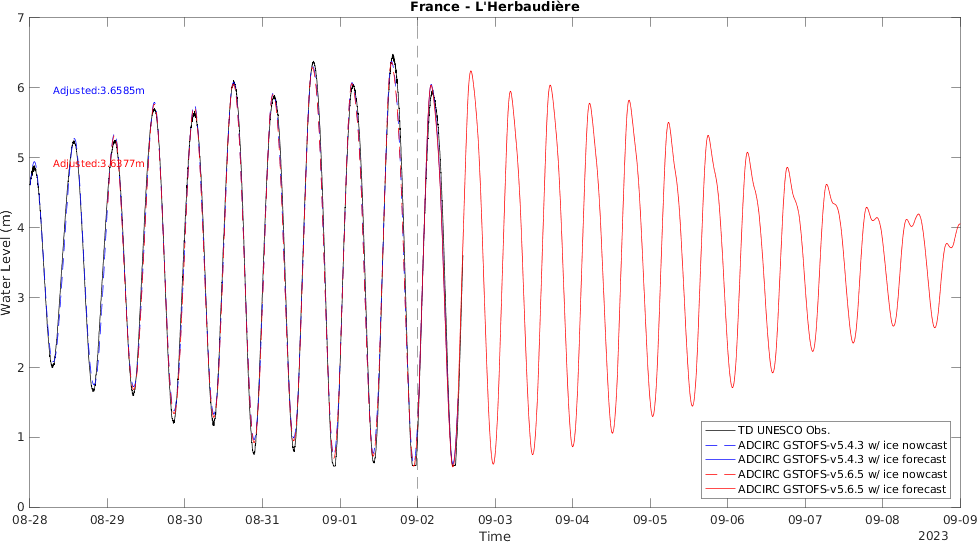 France - L'Herbaudière
7
6
5
4
3
2
1
0
Water Level (m)
Adjusted:3.6585m
Adjusted:3.6377m
TD UNESCO Obs.
ADCIRC GSTOFS-v5.4.3 w/ ice nowcast
ADCIRC GSTOFS-v5.4.3 w/ ice forecast
ADCIRC GSTOFS-v5.6.5 w/ ice nowcast
ADCIRC GSTOFS-v5.6.5 w/ ice forecast
08-28 08-29 08-30 08-31 09-01 09-02 09-03 09-04 09-05 09-06 09-07 09-08 09-09
Time
2023